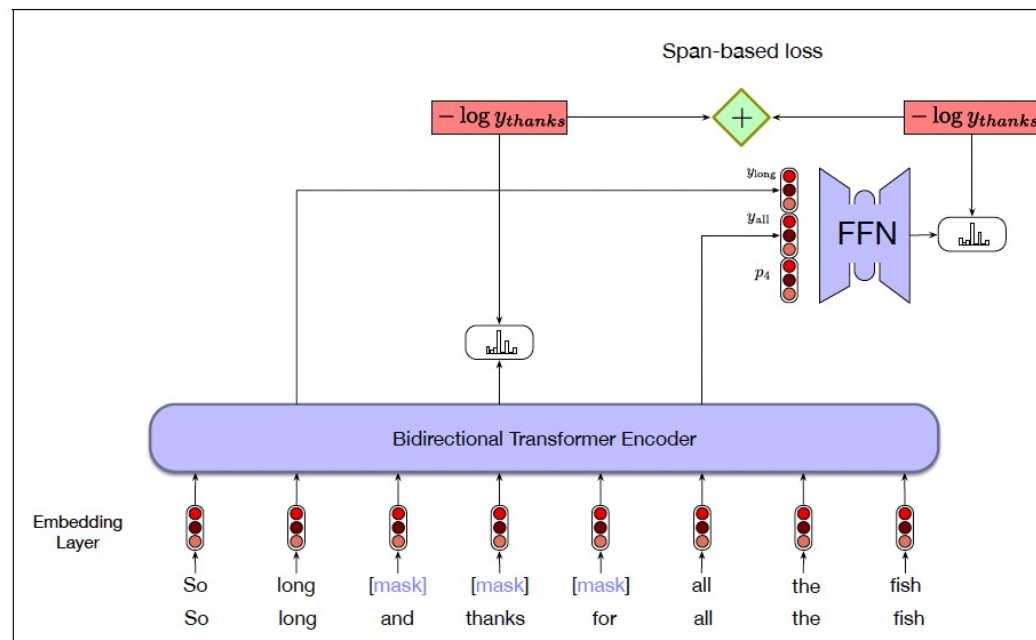 Span-based loss
− log y_thanks + − log y_thanks
y_long
y_all FFN
p_4
Bidirectional Transformer Encoder
Embedding
Layer
So long [mask] [mask] [mask] all the fish
So long and thanks for all the fish